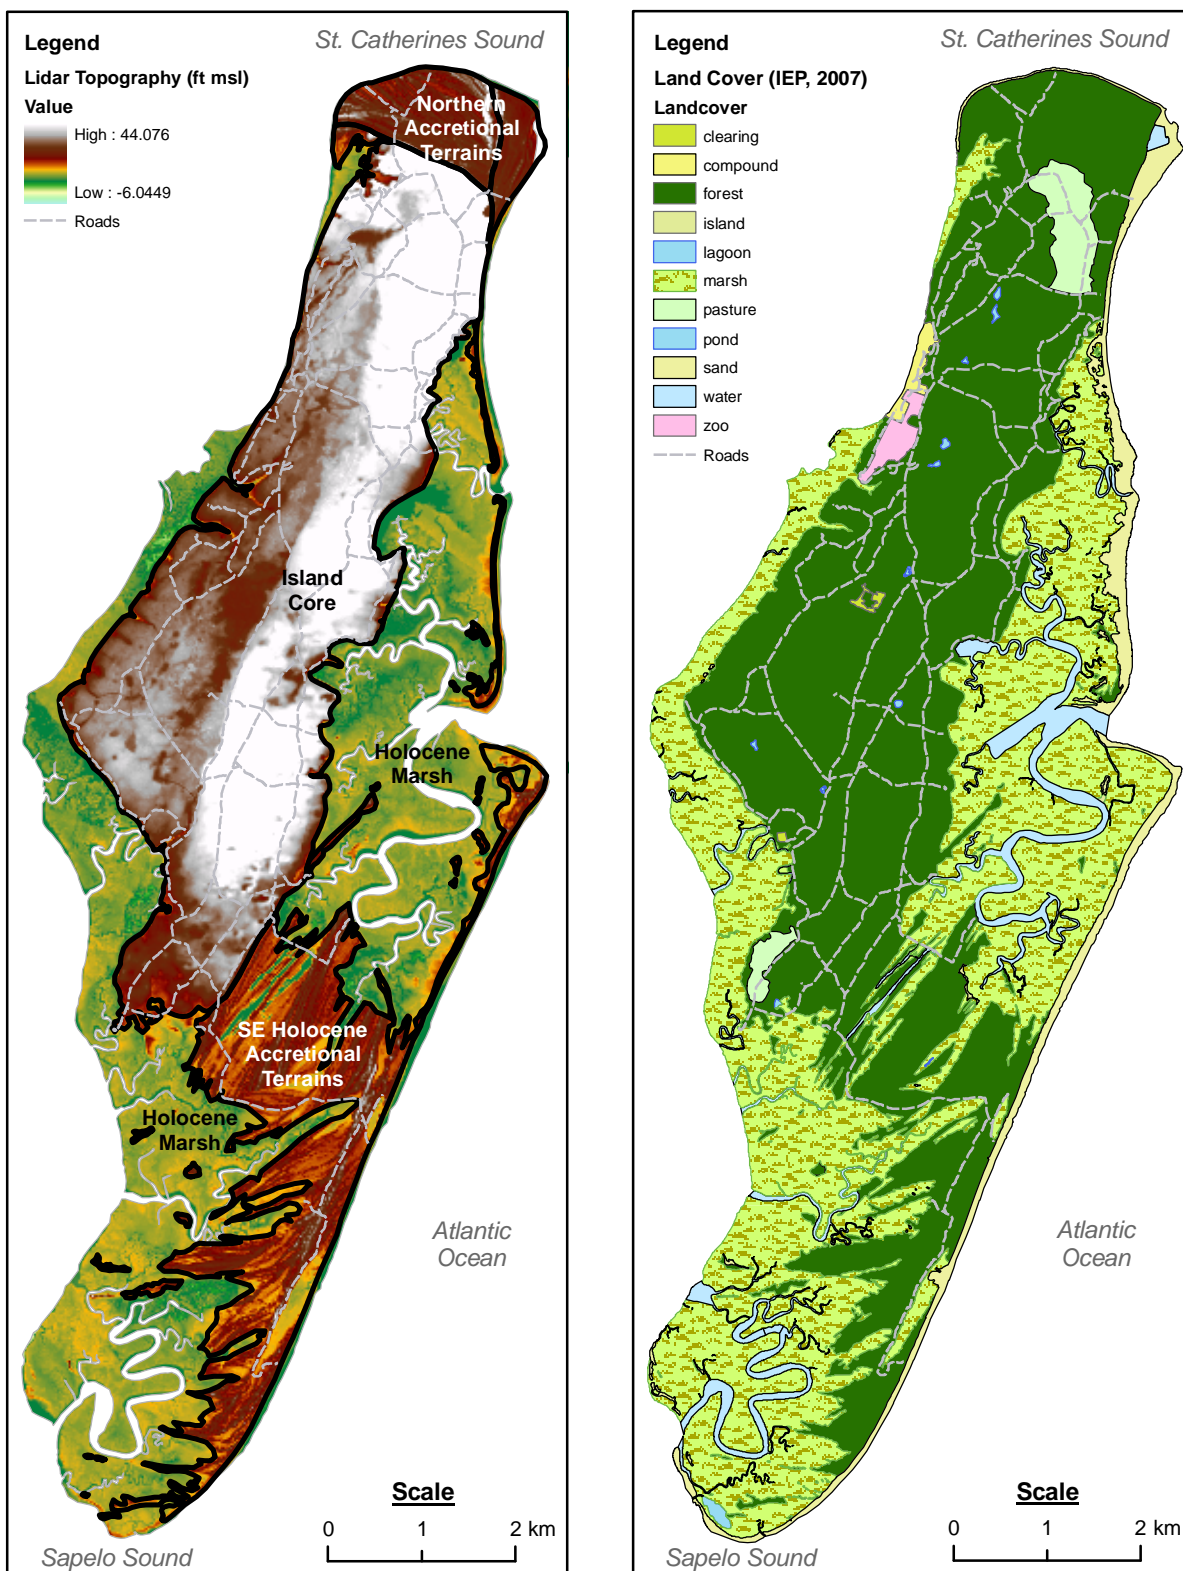 Legend
St. Catherines Sound
Lidar Topography (ft msl)
Value
High : 44.076
Low : -6.0449
Roads
Northern
Accretional
Terrains
Island
Core
Holocene
Marsh
SE Holocene
Accretional
Terrains
Holocene
Marsh
Atlantic
Ocean
Scale
0 1 2 km
Sapelo Sound
Legend
St. Catherines Sound
Land Cover (IEP, 2007)
Landcover
clearing
compound
forest
island
lagoon
marsh
pasture
pond
sand
water
zoo
Roads
Atlantic
Ocean
Scale
0 1 2 km
Sapelo Sound